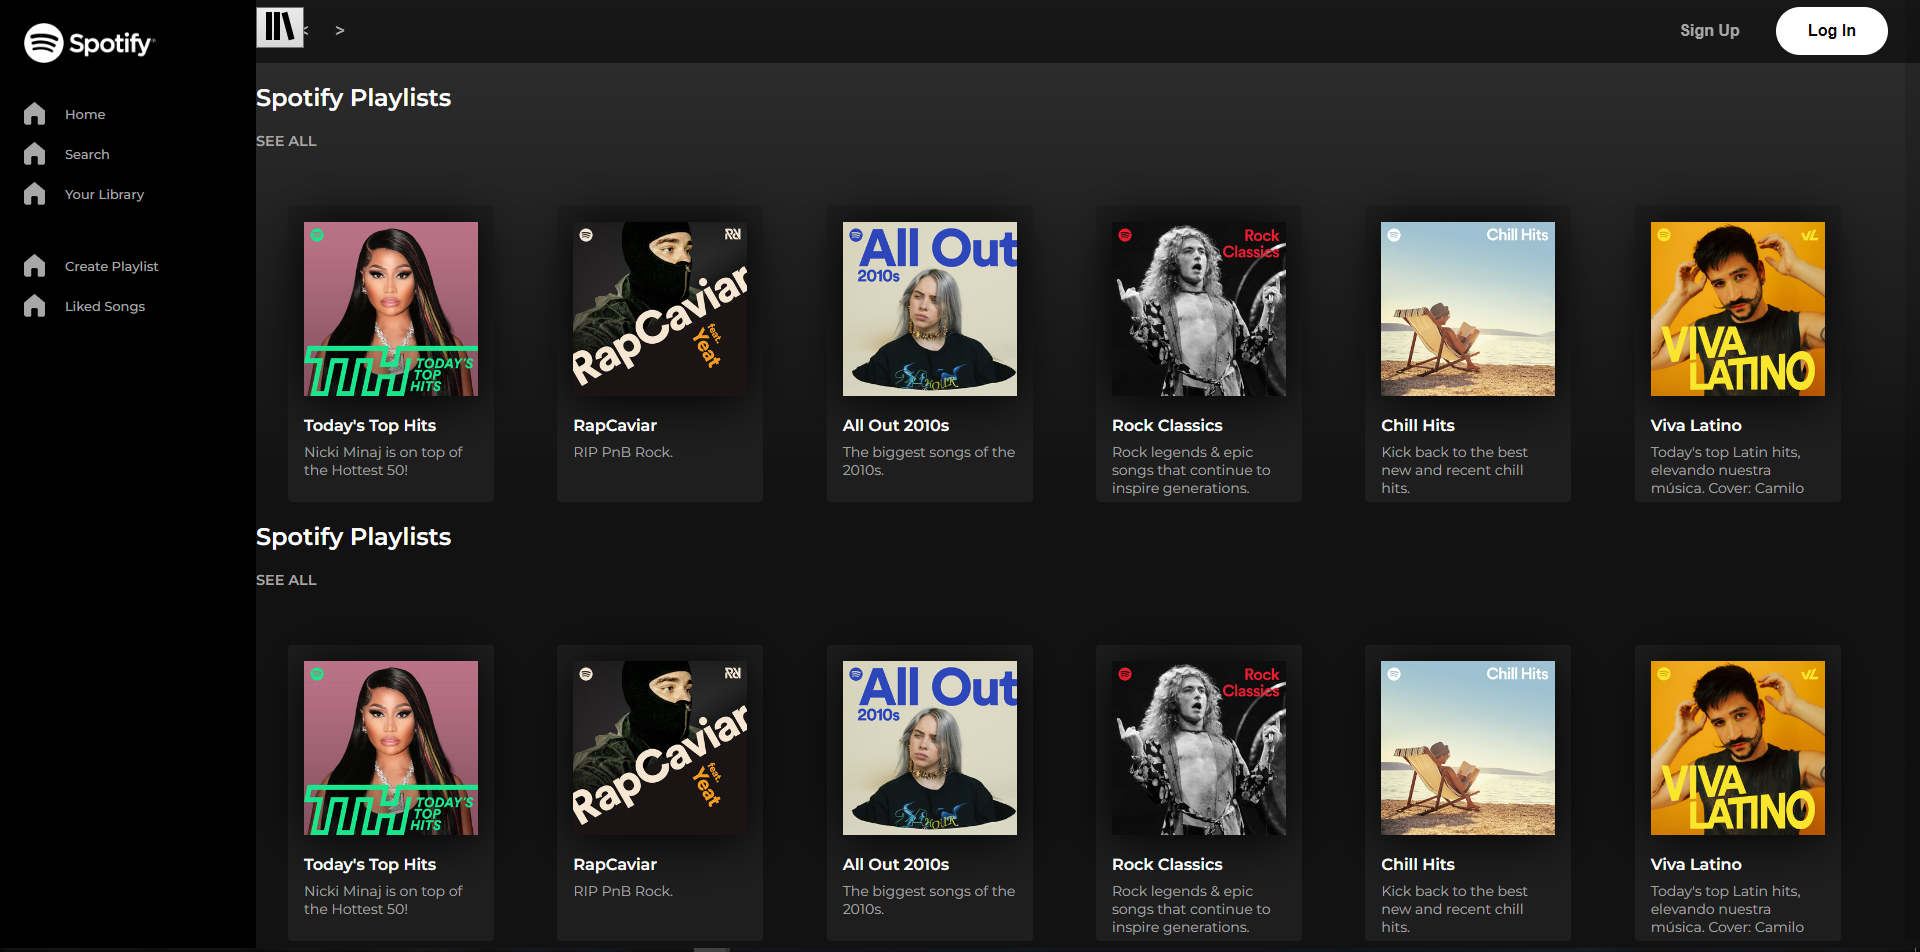 Spotify
Home
Search
Your Library
Create Playlist
Liked Songs
< >
Sign Up
Log In
Spotify Playlists
SEE ALL
TODAY'S
TOP
HITS
Today's Top Hits
Nicki Minaj is on top of
the Hottest 50!
RapCaviar
feat.
Yeat
RapCaviar
RIP PnB Rock.
All Out
2010s
All Out 2010s
The biggest songs of the
2010s.
Rock
Classics
Rock Classics
Rock legends & epic
songs that continue to
inspire generations.
Chill Hits
Chill Hits
Kick back to the best
new and recent chill
hits.
VL
VIVA
LATINO
Viva Latino
Today's top Latin hits,
elevando nuestra
música. Cover: Camilo
Spotify Playlists
SEE ALL
TODAY'S
TOP
HITS
Today's Top Hits
Nicki Minaj is on top of
the Hottest 50!
RapCaviar
feat.
Yeat
RapCaviar
RIP PnB Rock.
All Out
2010s
All Out 2010s
The biggest songs of the
2010s.
Rock
Classics
Rock Classics
Rock legends & epic
songs that continue to
inspire generations.
Chill Hits
Chill Hits
Kick back to the best
new and recent chill
hits.
VL
VIVA
LATINO
Viva Latino
Today's top Latin hits,
elevando nuestra
música. Cover: Camilo